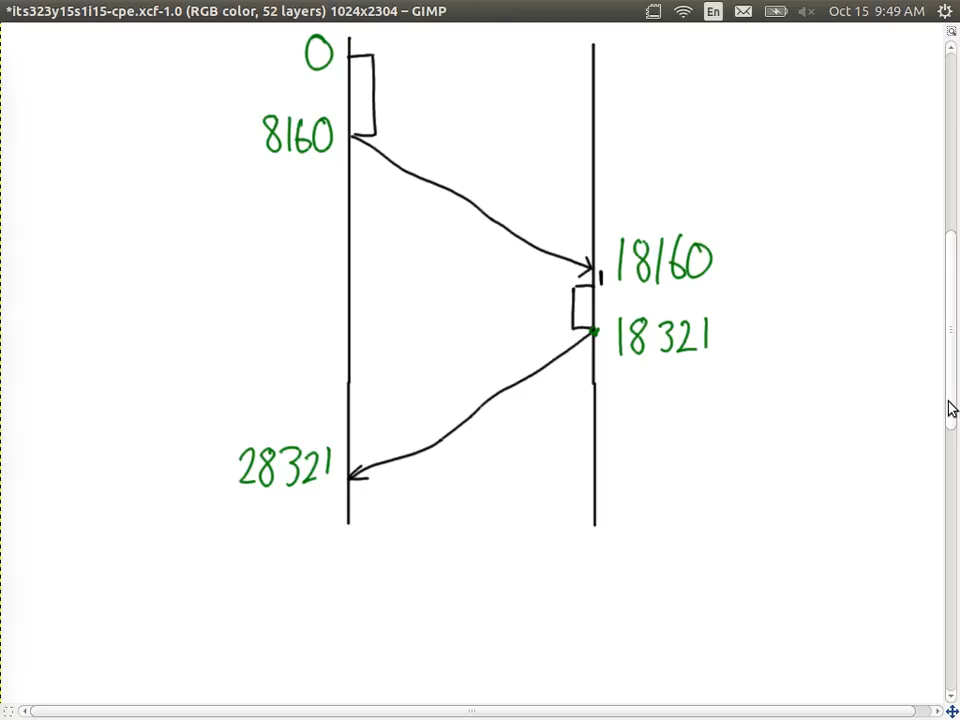 *its323y15s1i15-cpe.xcf-1.0 (RGB color, 52 layers) 1024x2304 – GIMP
En
Oct 15 9:49 AM
0
8160
18160
18321
28321